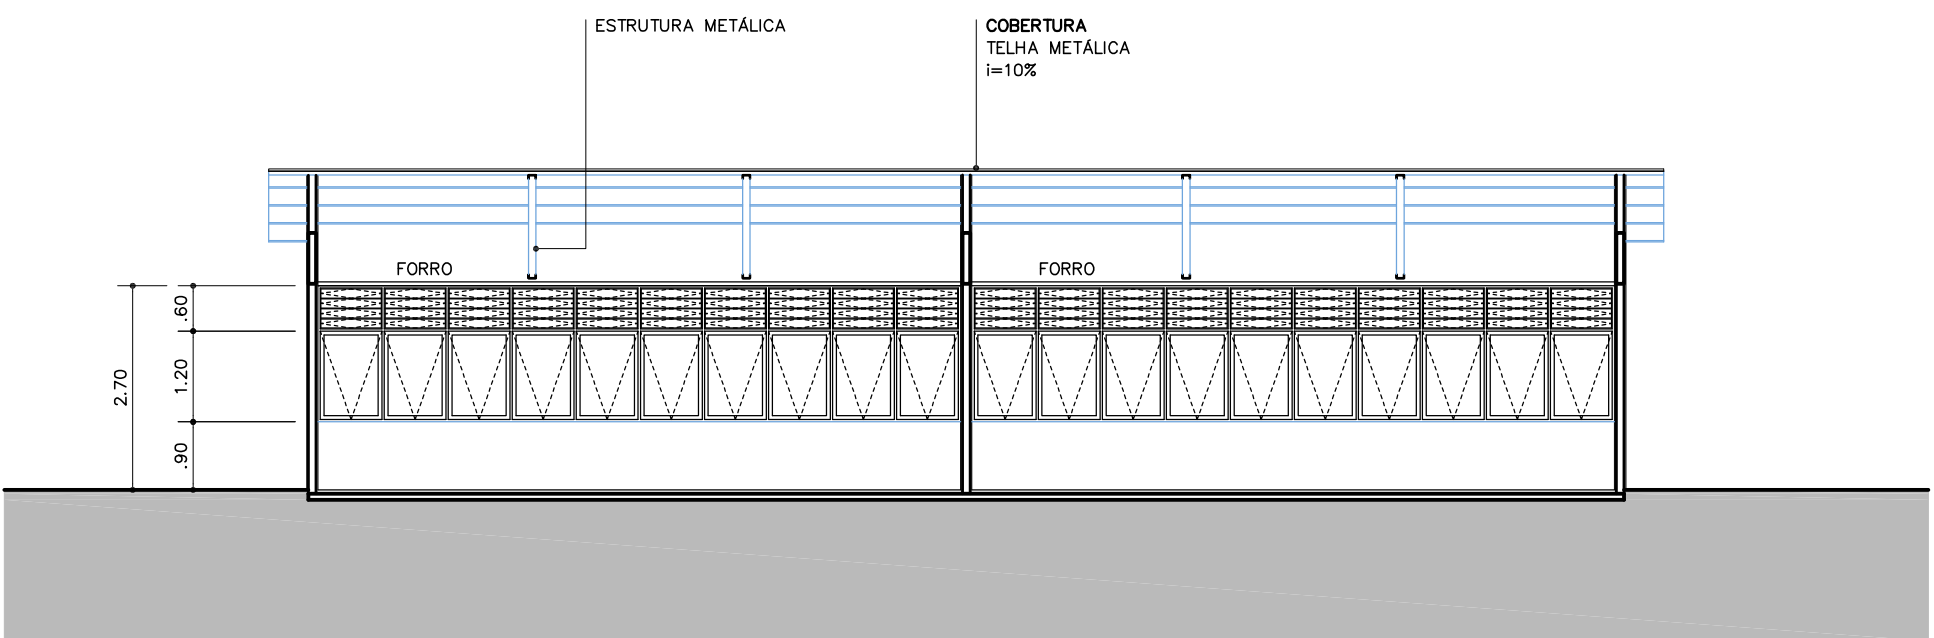 ESTRUTURA METÁLICA
COBERTURA
TELHA METÁLICA
i=10%
FORRO
FORRO
2.70
.60
1.20
.90